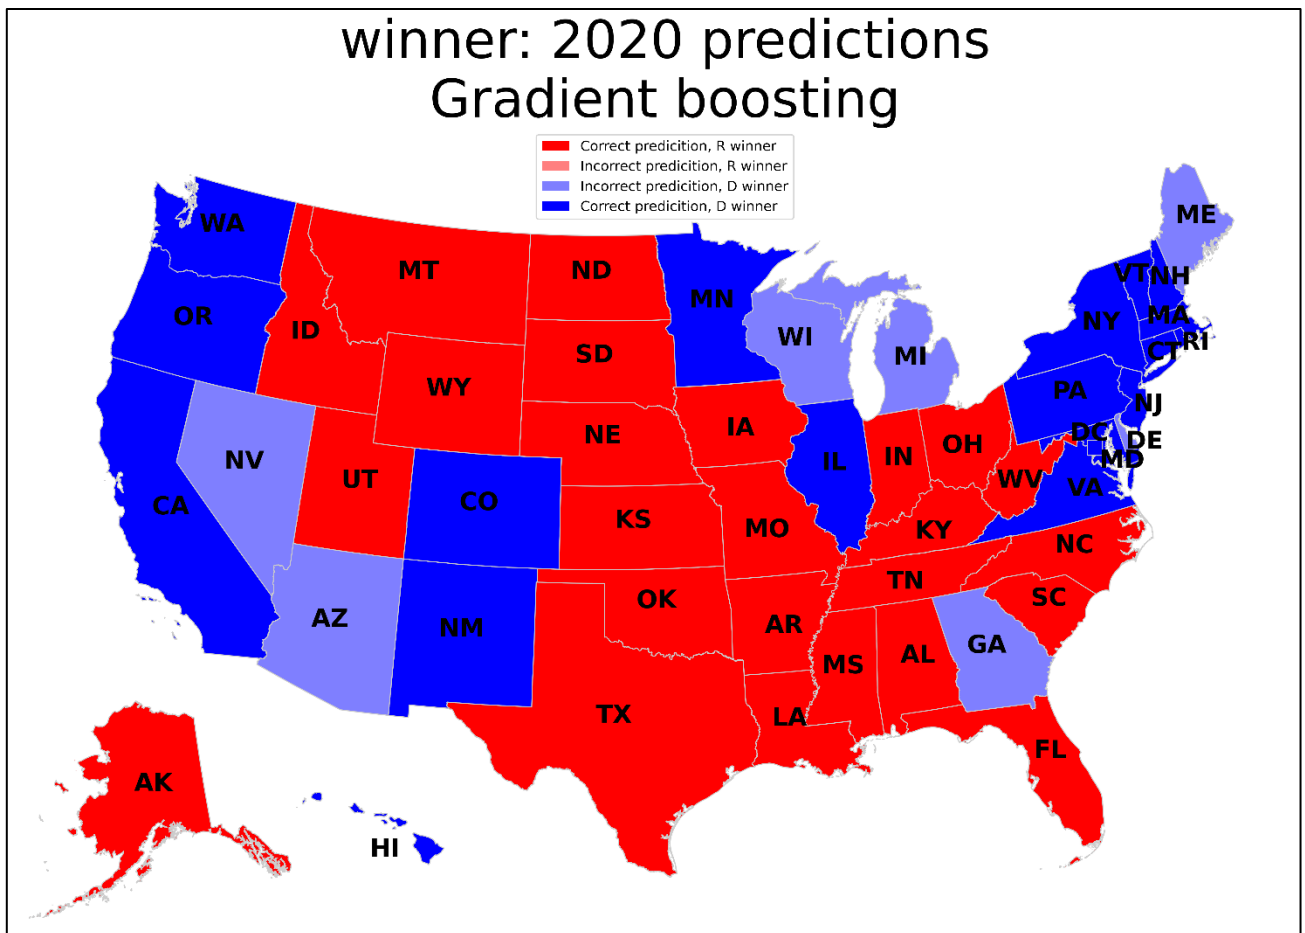 winner: 2020 predictions
Gradient boosting
Correct predicition, R winner
Incorrect predicition, R winner
Incorrect predicition, D winner
Correct predicition, D winner
WA
ME
MT
ND
VT
NH
MN
OR
MA
NY
ID
WI
RI
SD
CT
MI
WY
PA
NJ
IA
NE
DC
DE
OH
NV
IN
IL
MD
UT
WV
VA
CO
CA
KS
MO
KY
NC
TN
OK
SC
AZ
AR
NM
GA
AL
MS
TX
LA
FL
AK
HI